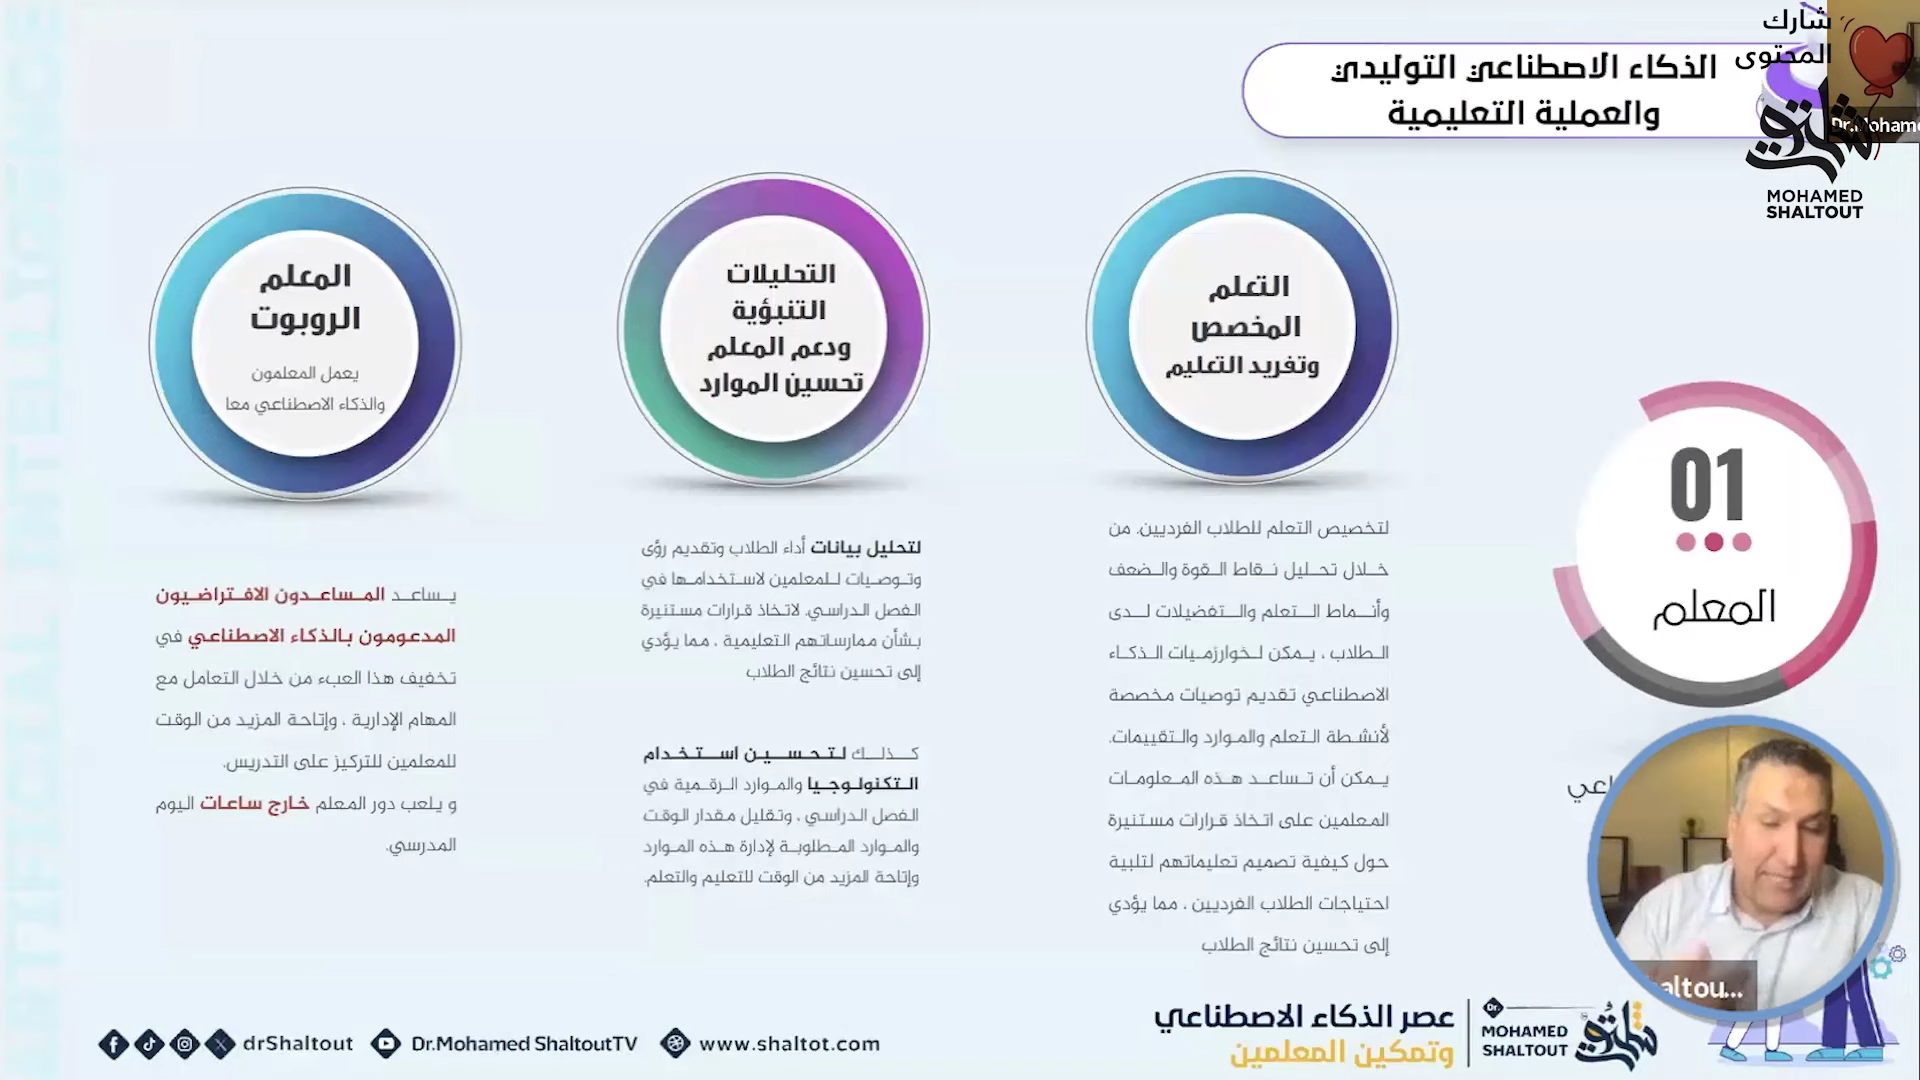 شارك
المحتوى
الذكاء الاصطناعي التوليدي
والعملية التعليمية
شلتوت
MOHAMED
SHALTOUT
01
المعلم
التعلم
المخصص
وتفريد التعليم
لتخصيص التعلم للطلاب الفرديين. من
خلال تحليل نقاط القوة والضعف
وأنماط التعلم والتفضيلات لدى
الطلاب ، يمكن لخوارزميات الذكاء
الاصطناعي تقديم توصيات مخصصة
لأنشطة التعلم والموارد والتقييمات.
يمكن أن تساعد هذه المعلومات
المعلمين على اتخاذ قرارات مستنيرة
حول كيفية تصميم تعليماتهم لتلبية
احتياجات الطلاب الفرديين ، مما يؤدي
إلى تحسين نتائج الطلاب
التحليلات
التنبؤية
ودعم المعلم
تحسين الموارد
لتحليل بيانات أداء الطلاب وتقديم رؤى
وتوصيات للمعلمين لاستخدامها في
الفصل الدراسي. لاتخاذ قرارات مستنيرة
بشأن ممارساتهم التعليمية ، مما يؤدي
إلى تحسين نتائج الطلاب
كذلك لتحسين استخدام
التكنولوجيا والموارد الرقمية في
الفصل الدراسي ، وتقليل مقدار الوقت
والموارد المطلوبة لإدارة هذه الموارد
وإتاحة المزيد من الوقت للتعليم والتعلم.
المعلم
الروبوت
يعمل المعلمون
والذكاء الاصطناعي معا
يساعد المساعدون الافتراضيون
المدعومون بالذكاء الاصطناعي في
تخفيف هذا العبء من خلال التعامل مع
المهام الإدارية ، وإتاحة المزيد من الوقت
للمعلمين للتركيز على التدريس.
و يلعب دور المعلم خارج ساعات اليوم
المدرسي.
drShaltout
Dr.Mohamed ShaltoutTV
www.shaltot.com
عصر الذكاء الاصطناعي
وتمكين المعلمين
Dr.
MOHAMED
SHALTOUT
شلتوت